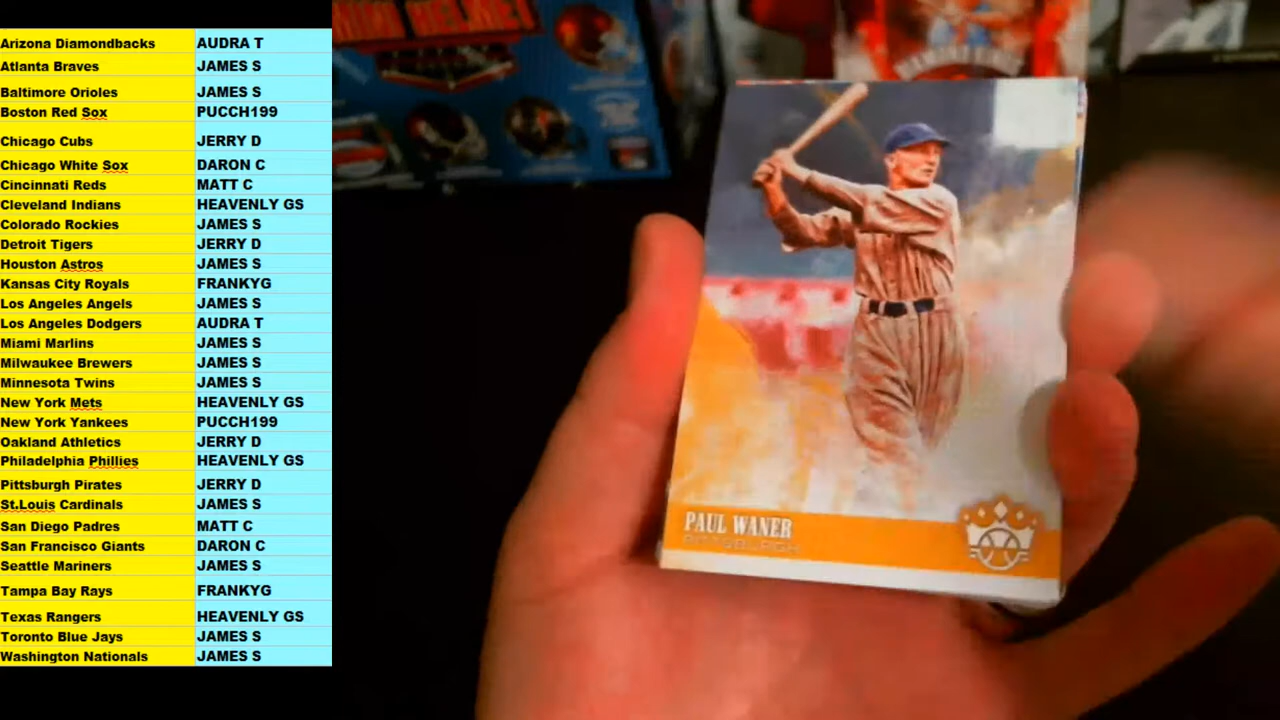 Arizona Diamondbacks AUDRA T
Atlanta Braves JAMES S
Baltimore Orioles JAMES S
Boston Red Sox PUCCH199
Chicago Cubs JERRY D
Chicago White Sox DARON C
Cincinnati Reds MATT C
Cleveland Indians HEAVENLY GS
Colorado Rockies JAMES S
Detroit Tigers JERRY D
Houston Astros JAMES S
Kansas City Royals FRANKYG
Los Angeles Angels JAMES S
Los Angeles Dodgers AUDRA T
Miami Marlins JAMES S
Milwaukee Brewers JAMES S
Minnesota Twins JAMES S
New York Mets HEAVENLY GS
New York Yankees PUCCH199
Oakland Athletics JERRY D
Philadelphia Phillies HEAVENLY GS
Pittsburgh Pirates JERRY D
St.Louis Cardinals JAMES S
San Diego Padres MATT C
San Francisco Giants DARON C
Seattle Mariners JAMES S
Tampa Bay Rays FRANKYG
Texas Rangers HEAVENLY GS
Toronto Blue Jays JAMES S
Washington Nationals JAMES S
MINI HELMET
PAUL WANER
PITTSBURGH